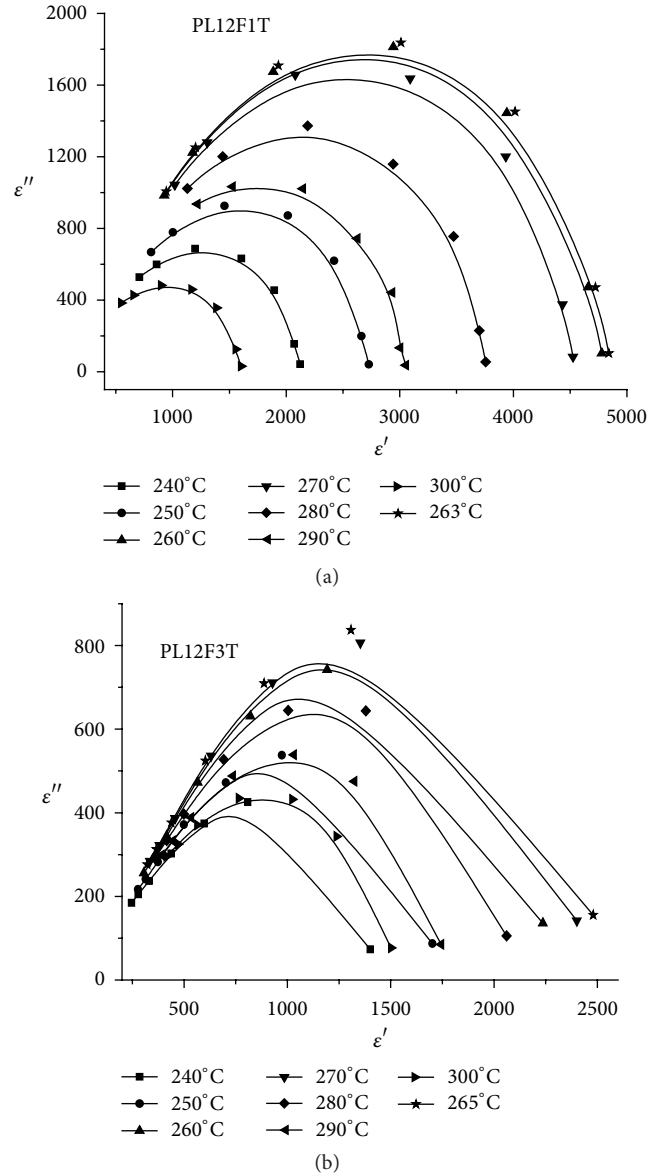 PL12F1T
2000
1600
1200
800
400
0
ε″
1000 2000 3000 4000 5000
ε′
240°C 270°C 300°C
250°C 280°C 263°C
260°C 290°C
(a)
PL12F3T
800
600
400
200
0
ε″
500 1000 1500 2000 2500
ε′
240°C 270°C 300°C
250°C 280°C 265°C
260°C 290°C
(b)